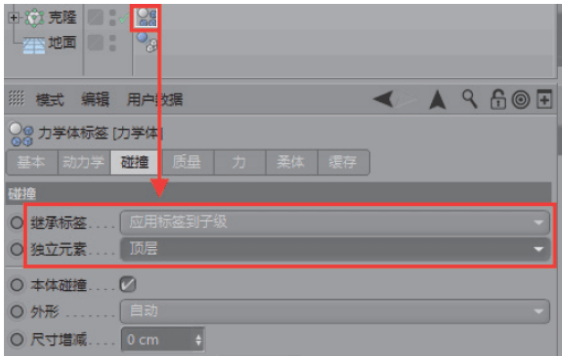 克隆
地面
模式 编辑 用户数据
力学体标签 [力学体]
基本 动力学 碰撞 质量 力 柔体 缓存
碰撞
继承标签.... 应用标签到子级
独立元素.... 顶层
本体碰撞....
外形....... 自动
尺寸增减.... 0 cm